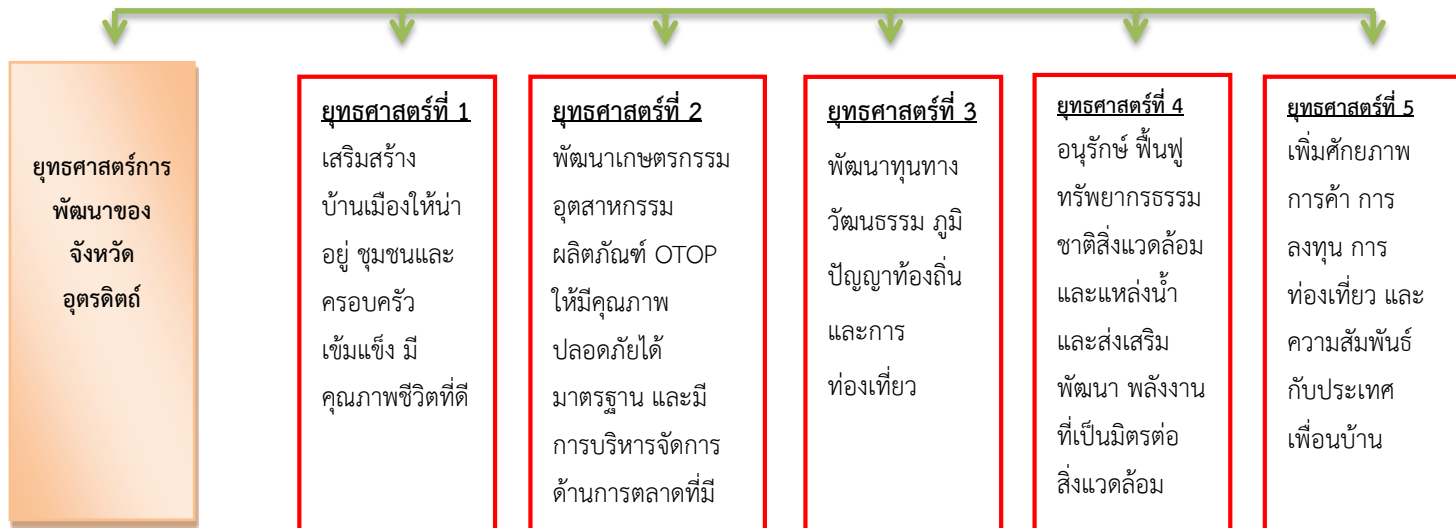 ยุทธศาสตร์การ
พัฒนาของ
จังหวัด
อุตรดิตถ์
ยุทธศาสตร์ที่ 1
เสริมสร้าง
บ้านเมืองให้น่า
อยู่ ชุมชนและ
ครอบครัว
เข้มแข็ง มี
คุณภาพชีวิตที่ดี
ยุทธศาสตร์ที่ 2
พัฒนาเกษตรกรรม
อุตสาหกรรม
ผลิตภัณฑ์ OTOP
ให้มีคุณภาพ
ปลอดภัยได้
มาตรฐาน และมี
การบริหารจัดการ
ด้านการตลาดที่มี
ยุทธศาสตร์ที่ 3
พัฒนาทุนทาง
วัฒนธรรม ภูมิ
ปัญญาท้องถิ่น
และการ
ท่องเที่ยว
ยุทธศาสตร์ที่ 4
อนุรักษ์ ฟื้นฟู
ทรัพยากรธรรม
ชาติสิ่งแวดล้อม
และแหล่งน้ำ
และส่งเสริม
พัฒนา พลังงาน
ที่เป็นมิตรต่อ
สิ่งแวดล้อม
ยุทธศาสตร์ที่ 5
เพิ่มศักยภาพ
การค้า การ
ลงทุน การ
ท่องเที่ยว และ
ความสัมพันธ์
กับประเทศ
เพื่อนบ้าน